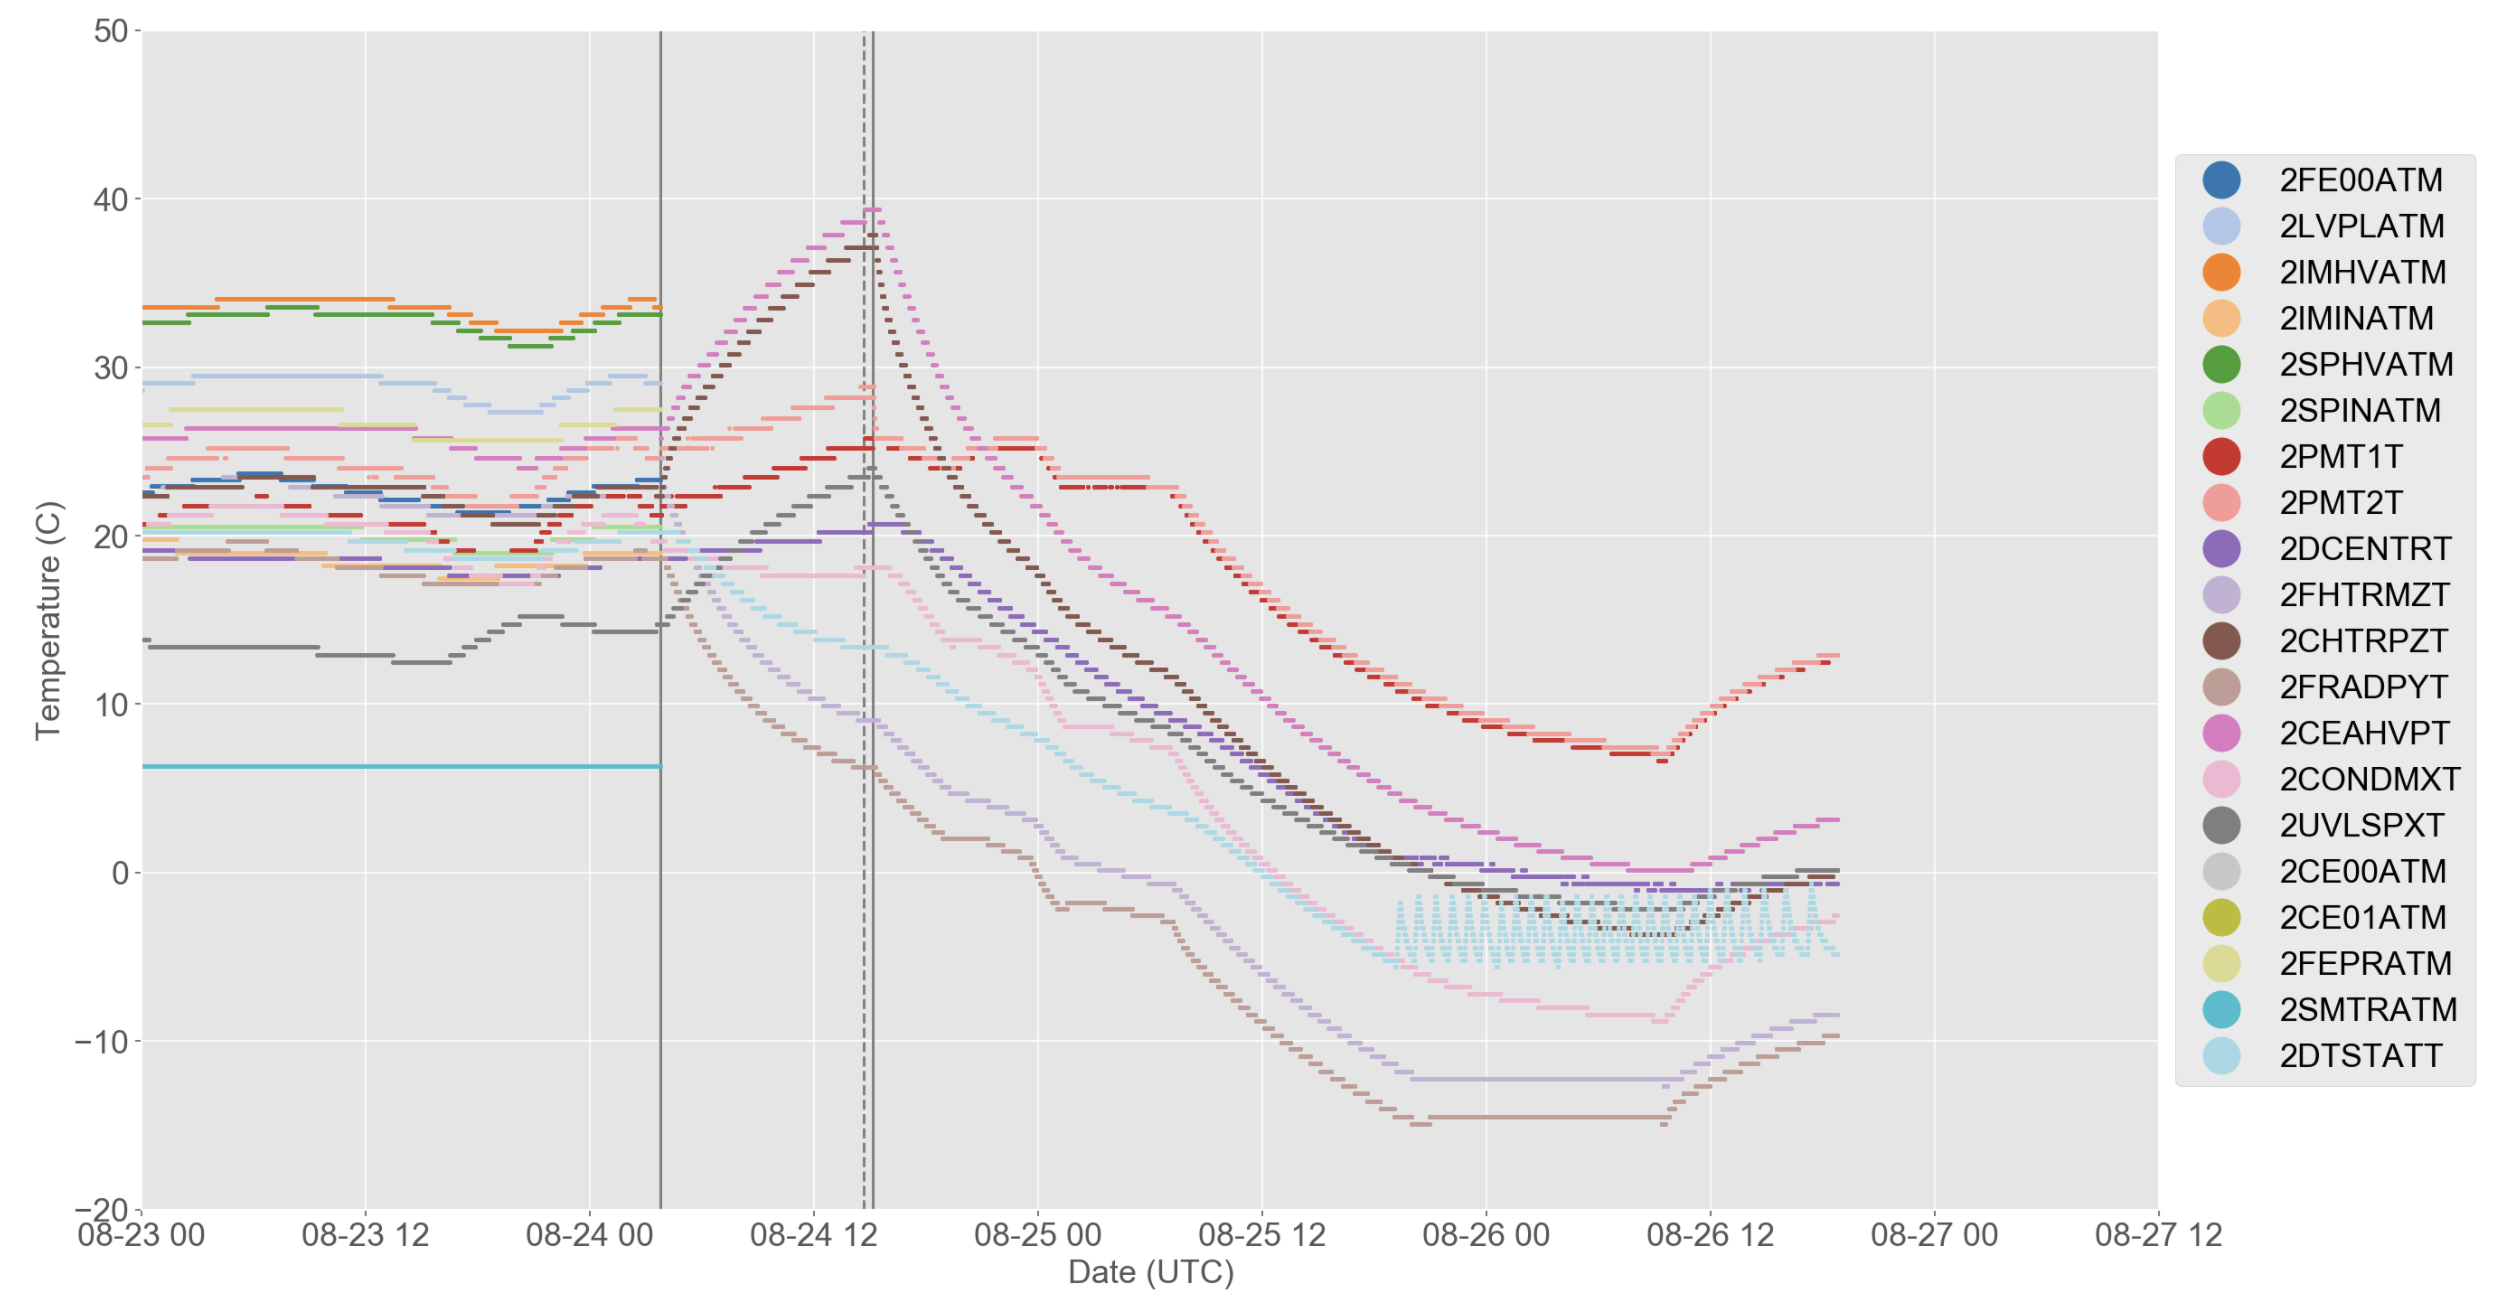 50
40
30
20
10
0
−10
−20
Temperature (C)
08-23 00 08-23 12 08-24 00 08-24 12 08-25 00 08-25 12 08-26 00 08-26 12 08-27 00 08-27 12
Date (UTC)
2FE00ATM
2LVPLATM
2IMHVATM
2IMINATM
2SPHVATM
2SPINATM
2PMT1T
2PMT2T
2DCENTRT
2FHTRMZT
2CHTRPZT
2FRADPYT
2CEAHVPT
2CONDMXT
2UVLSPXT
2CE00ATM
2CE01ATM
2FEPRATM
2SMTRATM
2DTSTATT